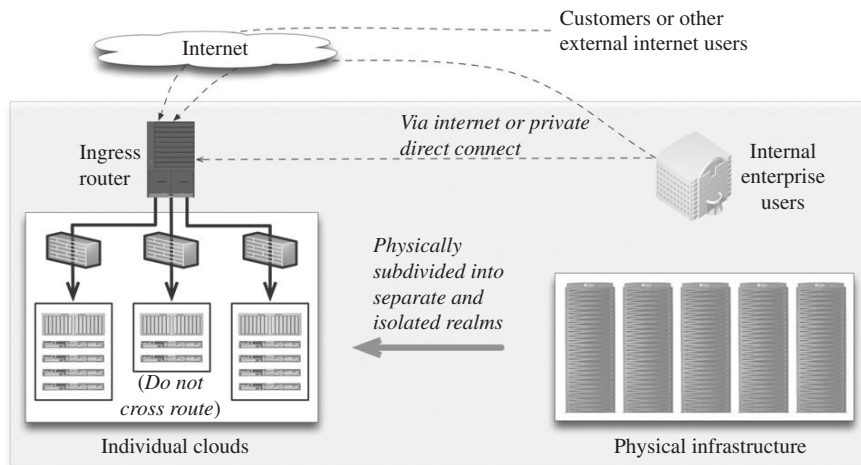 Customers or other
external internet users
Internet
Via internet or private
direct connect
Ingress
router
Internal
enterprise
users
Physically
subdivided into
separate and
isolated realms
(Do not
cross route)
Individual clouds
Physical infrastructure